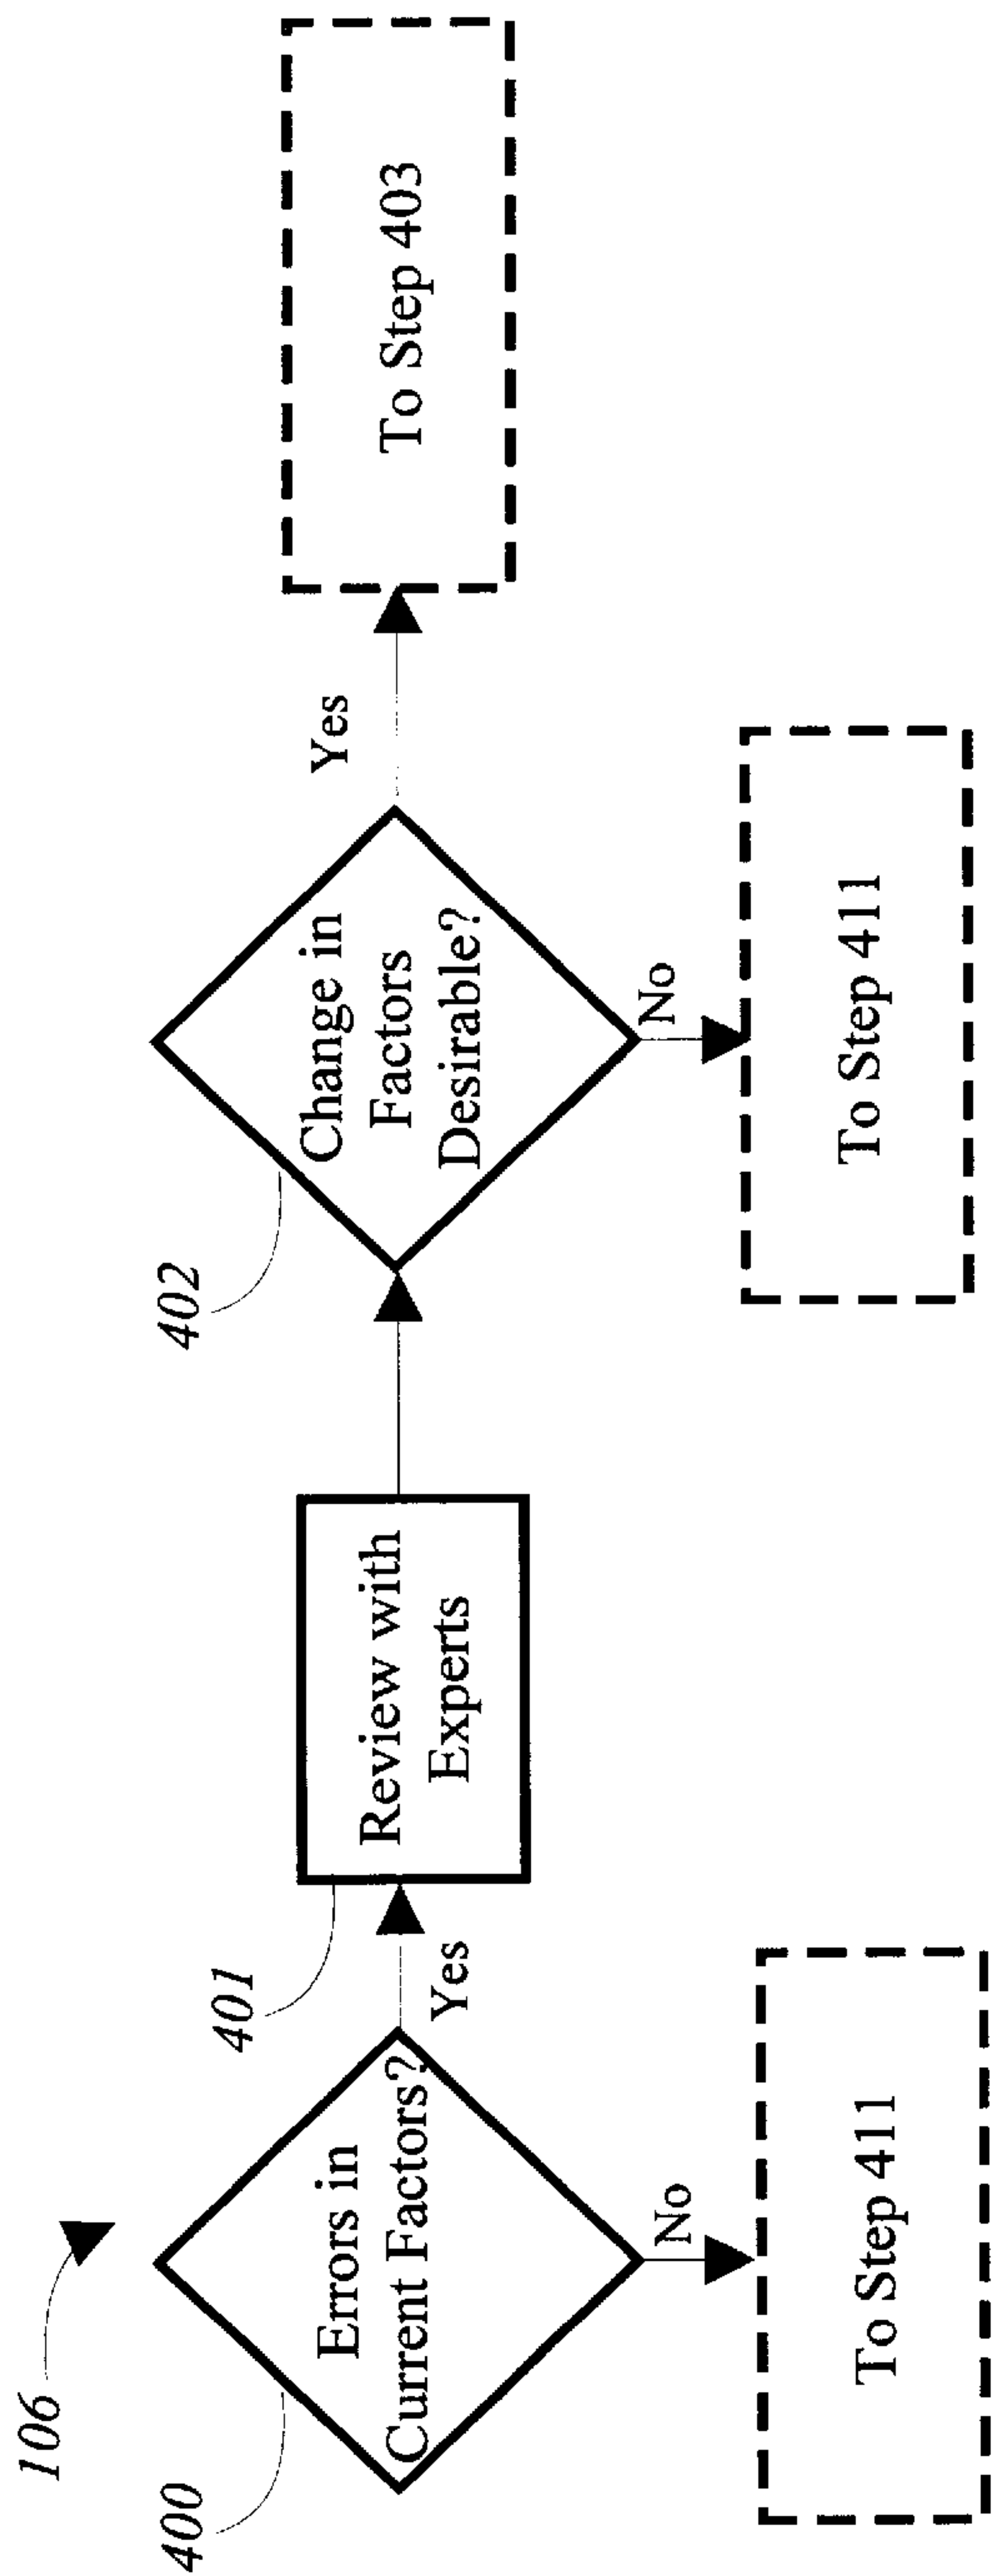 106
400
Errors in
Current Factors?
Yes
No
To Step 411
401
Review with
Experts
402
Change in
Factors
Desirable?
Yes
No
To Step 411
To Step 403